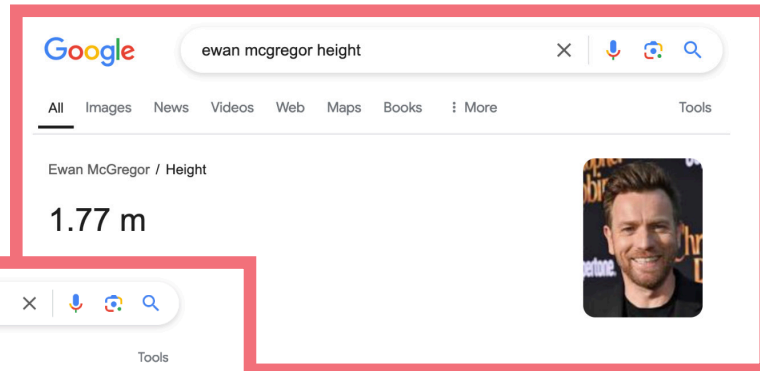 Google
ewan mcgregor height
All Images News Videos Web Maps Books More Tools
Ewan McGregor / Height
1.77 m
Tools